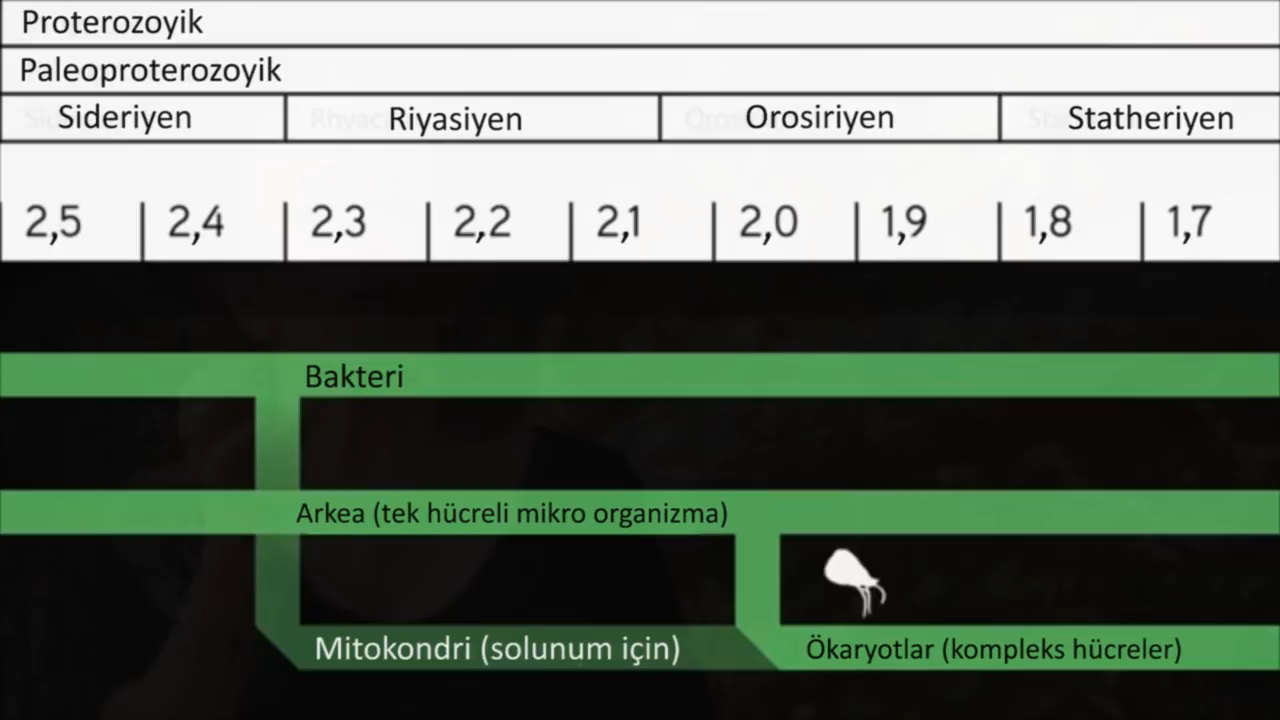 Proterozoyik
Paleoproterozoyik
Sideriyen Riyasiyen Orosiriyen Statheriyen
2,5 2,4 2,3 2,2 2,1 2,0 1,9 1,8 1,7
Bakteri
Arkea (tek hücreli mikro organizma)
Mitokondri (solunum için) Ökaryotlar (kompleks hücreler)